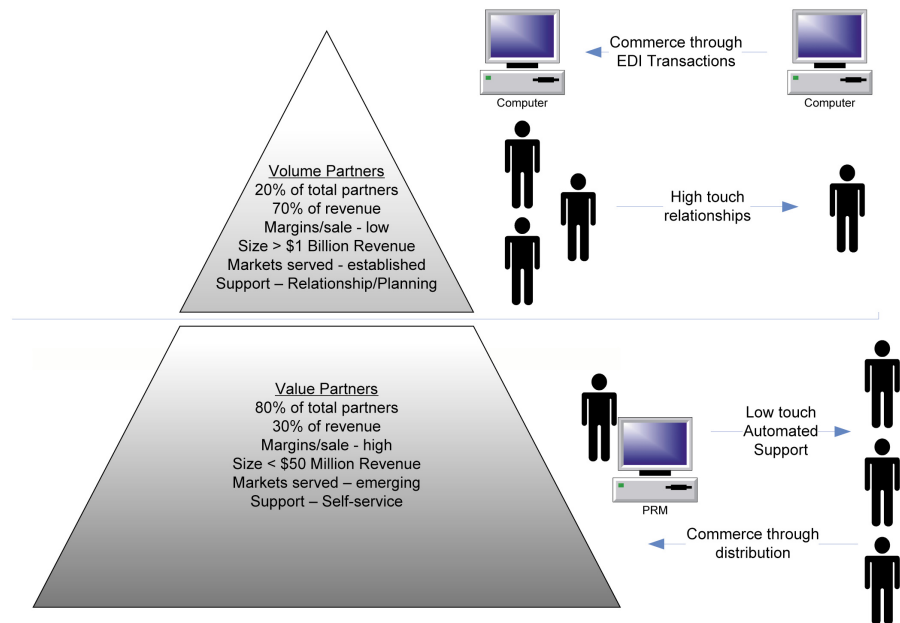 Commerce through
EDI Transactions
Computer
Computer
Volume Partners
20% of total partners
70% of revenue
Margins/sale - low
Size > $1 Billion Revenue
Markets served - established
Support – Relationship/Planning
High touch
relationships
Value Partners
80% of total partners
30% of revenue
Margins/sale - high
Size < $50 Million Revenue
Markets served – emerging
Support – Self-service
Low touch
Automated
Support
PRM
Commerce through
distribution